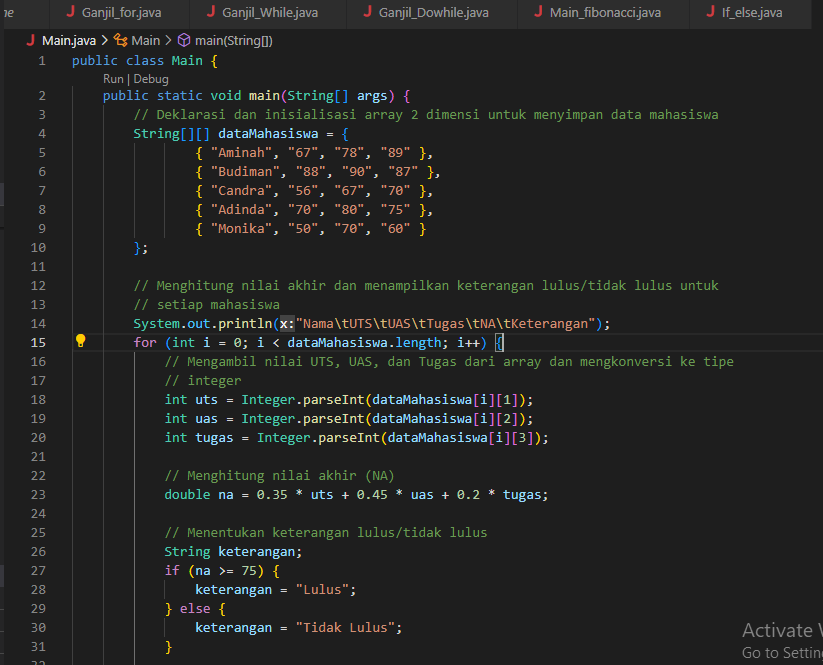 ne J Ganjil_for.java J Ganjil_While.java J Ganjil_Dowhile.java J Main_fibonacci.java J If_else.java
J Main.java > Main > main(String[])
1 public class Main {
Run | Debug
2 public static void main(String[] args) {
3 // Deklarasi dan inisialisasi array 2 dimensi untuk menyimpan data mahasiswa
4 String[][] dataMahasiswa = {
5 { "Aminah", "67", "78", "89" },
6 { "Budiman", "88", "90", "87" },
7 { "Candra", "56", "67", "70" },
8 { "Adinda", "70", "80", "75" },
9 { "Monika", "50", "70", "60" }
10 };
11
12 // Menghitung nilai akhir dan menampilkan keterangan lulus/tidak lulus untuk
13 // setiap mahasiswa
14 System.out.println(x:"Nama\tUTS\tUAS\tTugas\tNA\tKeterangan");
15 for (int i = 0; i < dataMahasiswa.length; i++) {
16 // Mengambil nilai UTS, UAS, dan Tugas dari array dan mengkonversi ke tipe
17 // integer
18 int uts = Integer.parseInt(dataMahasiswa[i][1]);
19 int uas = Integer.parseInt(dataMahasiswa[i][2]);
20 int tugas = Integer.parseInt(dataMahasiswa[i][3]);
21
22 // Menghitung nilai akhir (NA)
23 double na = 0.35 * uts + 0.45 * uas + 0.2 * tugas;
24
25 // Menentukan keterangan lulus/tidak lulus
26 String keterangan;
27 if (na >= 75) {
28 keterangan = "Lulus";
29 } else {
30 keterangan = "Tidak Lulus";
31 }
Activate
Go to Settin